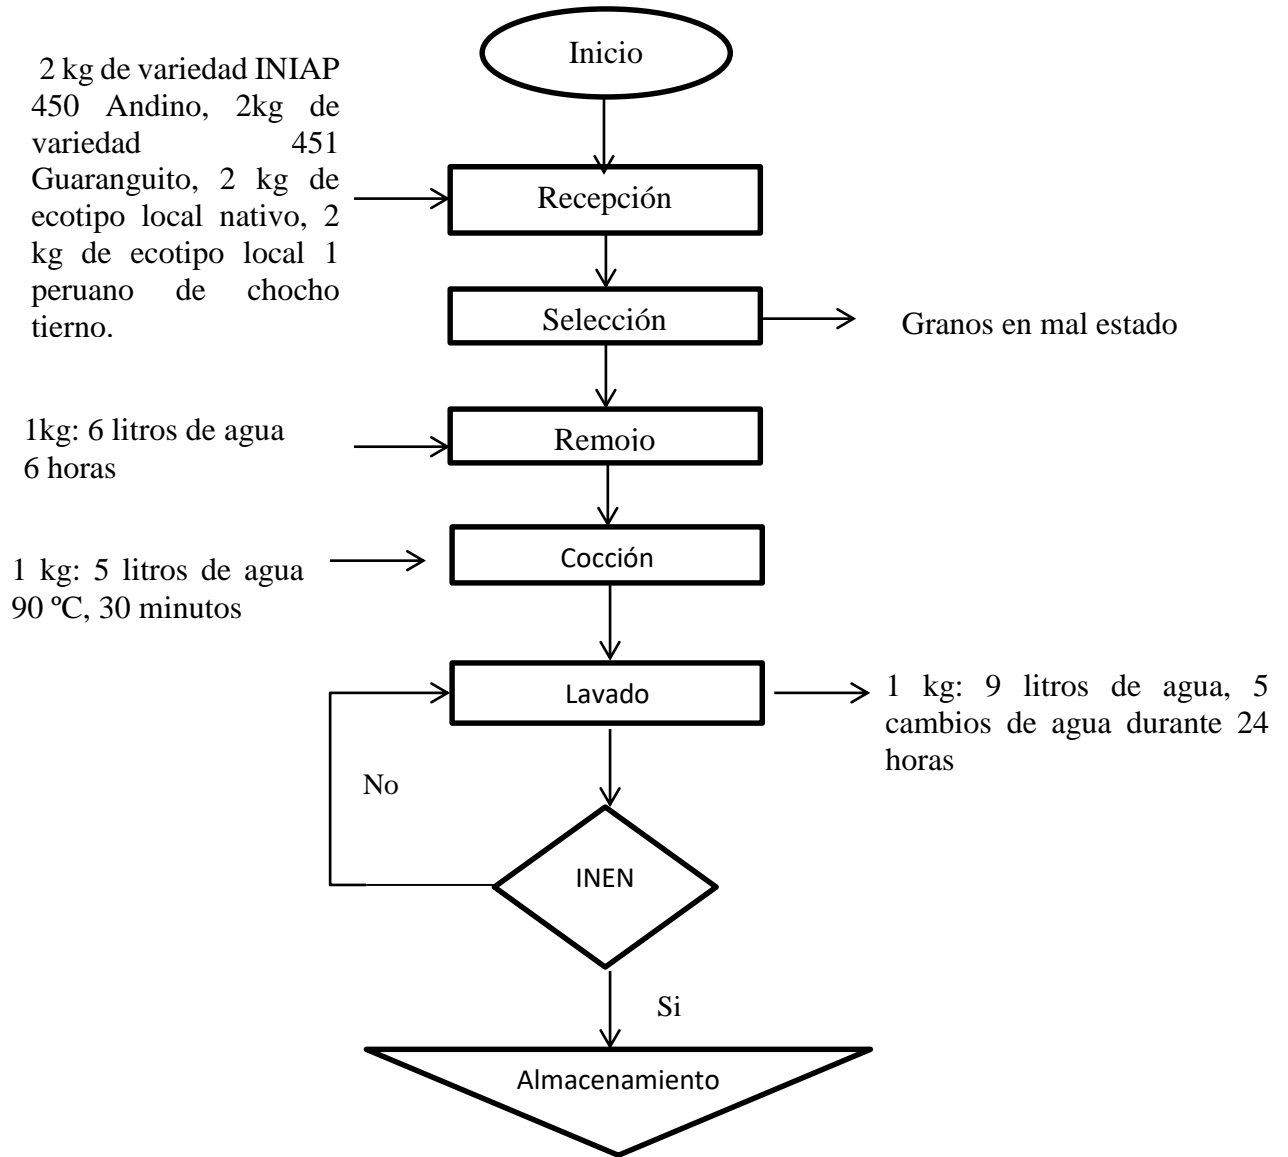 Inicio
2 kg de variedad INIAP
450 Andino, 2kg de
variedad 451
Guaranguito, 2 kg de
ecotipo local nativo, 2
kg de ecotipo local 1
peruano de chocho
tierno.
Recepción
Selección
Granos en mal estado
1kg: 6 litros de agua
6 horas
Remojo
1 kg: 5 litros de agua
90 ºC, 30 minutos
Cocción
Lavado
1 kg: 9 litros de agua, 5
cambios de agua durante 24
horas
No
INEN
Si
Almacenamiento